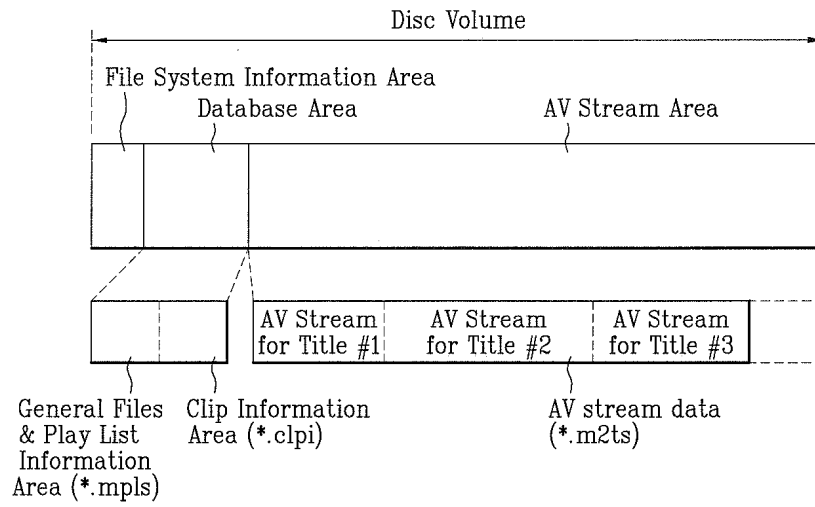 Disc Volume
File System Information Area
Database Area
AV Stream Area
AV Stream
for Title #1
AV Stream
for Title #2
AV Stream
for Title #3
General Files
& Play List
Information
Area (*.mpls)
Clip Information
Area (*.clpi)
AV stream data
(*.m2ts)